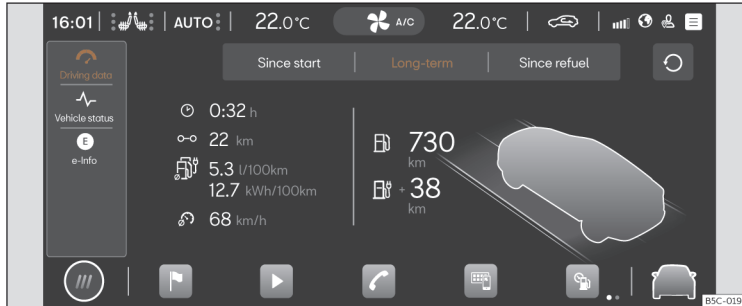 16:01 AUTO 22.0°C A/C 22.0°C
Driving data
Vehicle status
E
e-Info
Since start Long-term Since refuel
0:32 h
22 km
5.3 l/100km
12.7 kWh/100km
68 km/h
730
km
+ 38
km
B5C-019